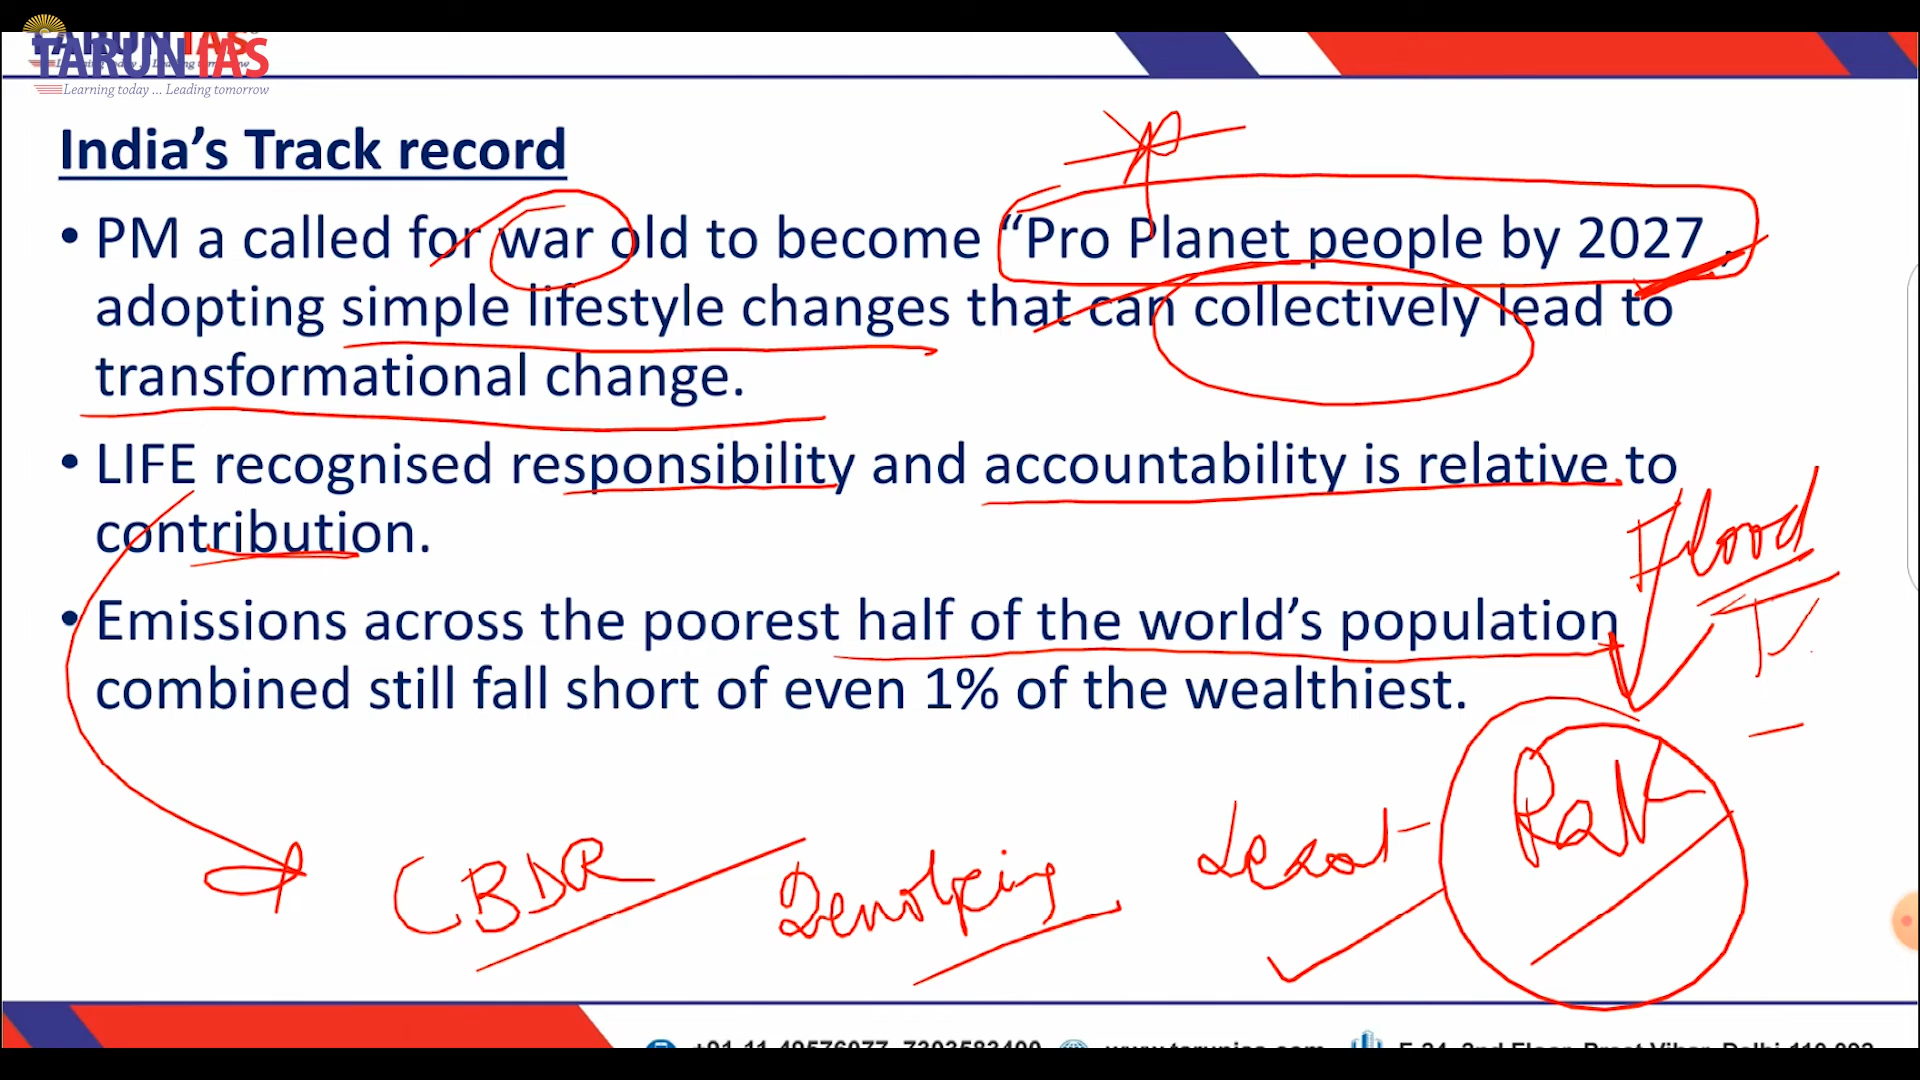 TARUN IAS
Learning today ... Leading tomorrow
India's Track record
• PM a called for war old to become “Pro Planet people by 2027 ,
adopting simple lifestyle changes that can collectively lead to
transformational change.
• LIFE recognised responsibility and accountability is relative to
contribution.
• Emissions across the poorest half of the world's population
combined still fall short of even 1% of the wealthiest.
Flood
Pak
Least
CBDR